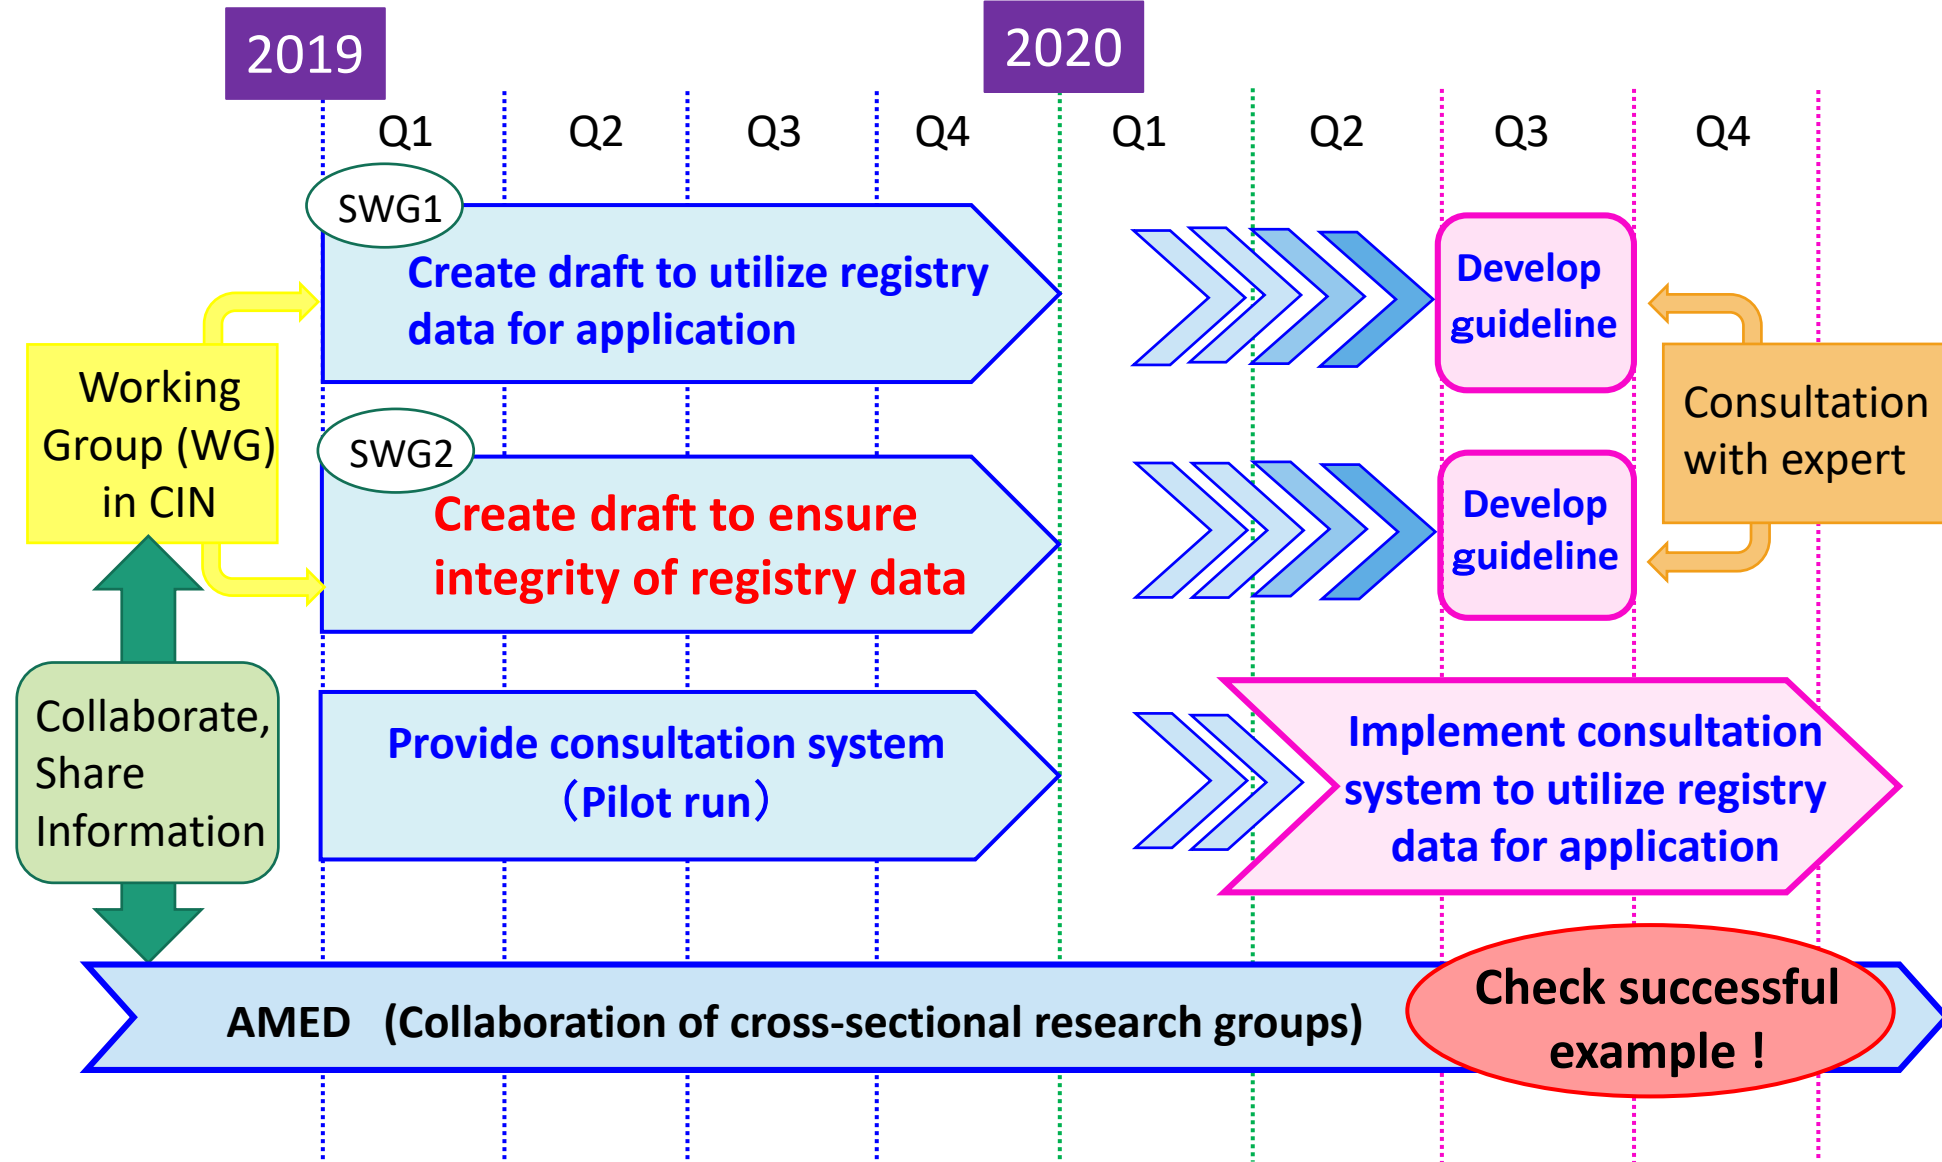 2019
2020
Q1
Q2
Q3
Q4
Q1
Q2
Q3
Q4
SWG1
Create draft to utilize registry
data for application
Develop
guideline
Working
Group (WG)
in CIN
Consultation
with expert
SWG2
Create draft to ensure
integrity of registry data
Develop
guideline
Collaborate,
Share
Information
Provide consultation system
（Pilot run）
Implement consultation
system to utilize registry
data for application
AMED (Collaboration of cross-sectional research groups)
Check successful
example !